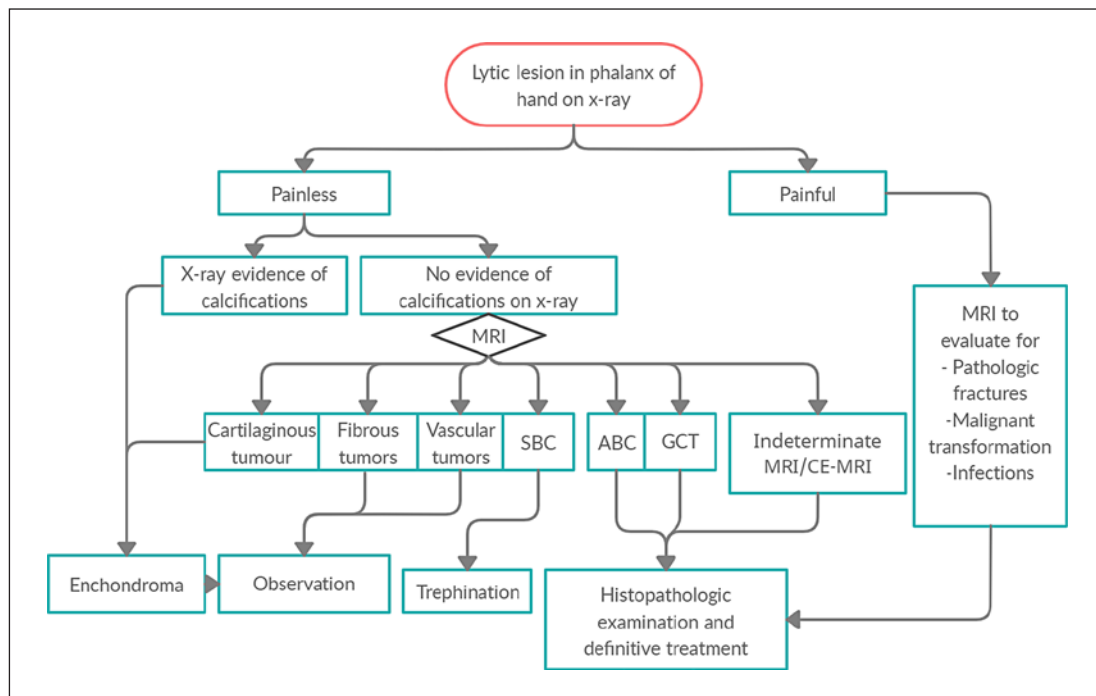 Lytic lesion in phalanx of
hand on x-ray
Painless
Painful
X-ray evidence of
calcifications
No evidence of
calcifications on x-ray
MRI
MRI to
evaluate for
- Pathologic
fractures
-Malignant
transformation
-Infections
Cartilaginous
tumour
Fibrous
tumors
Vascular
tumors
SBC
ABC
GCT
Indeterminate
MRI/CE-MRI
Enchondroma
Observation
Trephination
Histopathologic
examination and
definitive treatment